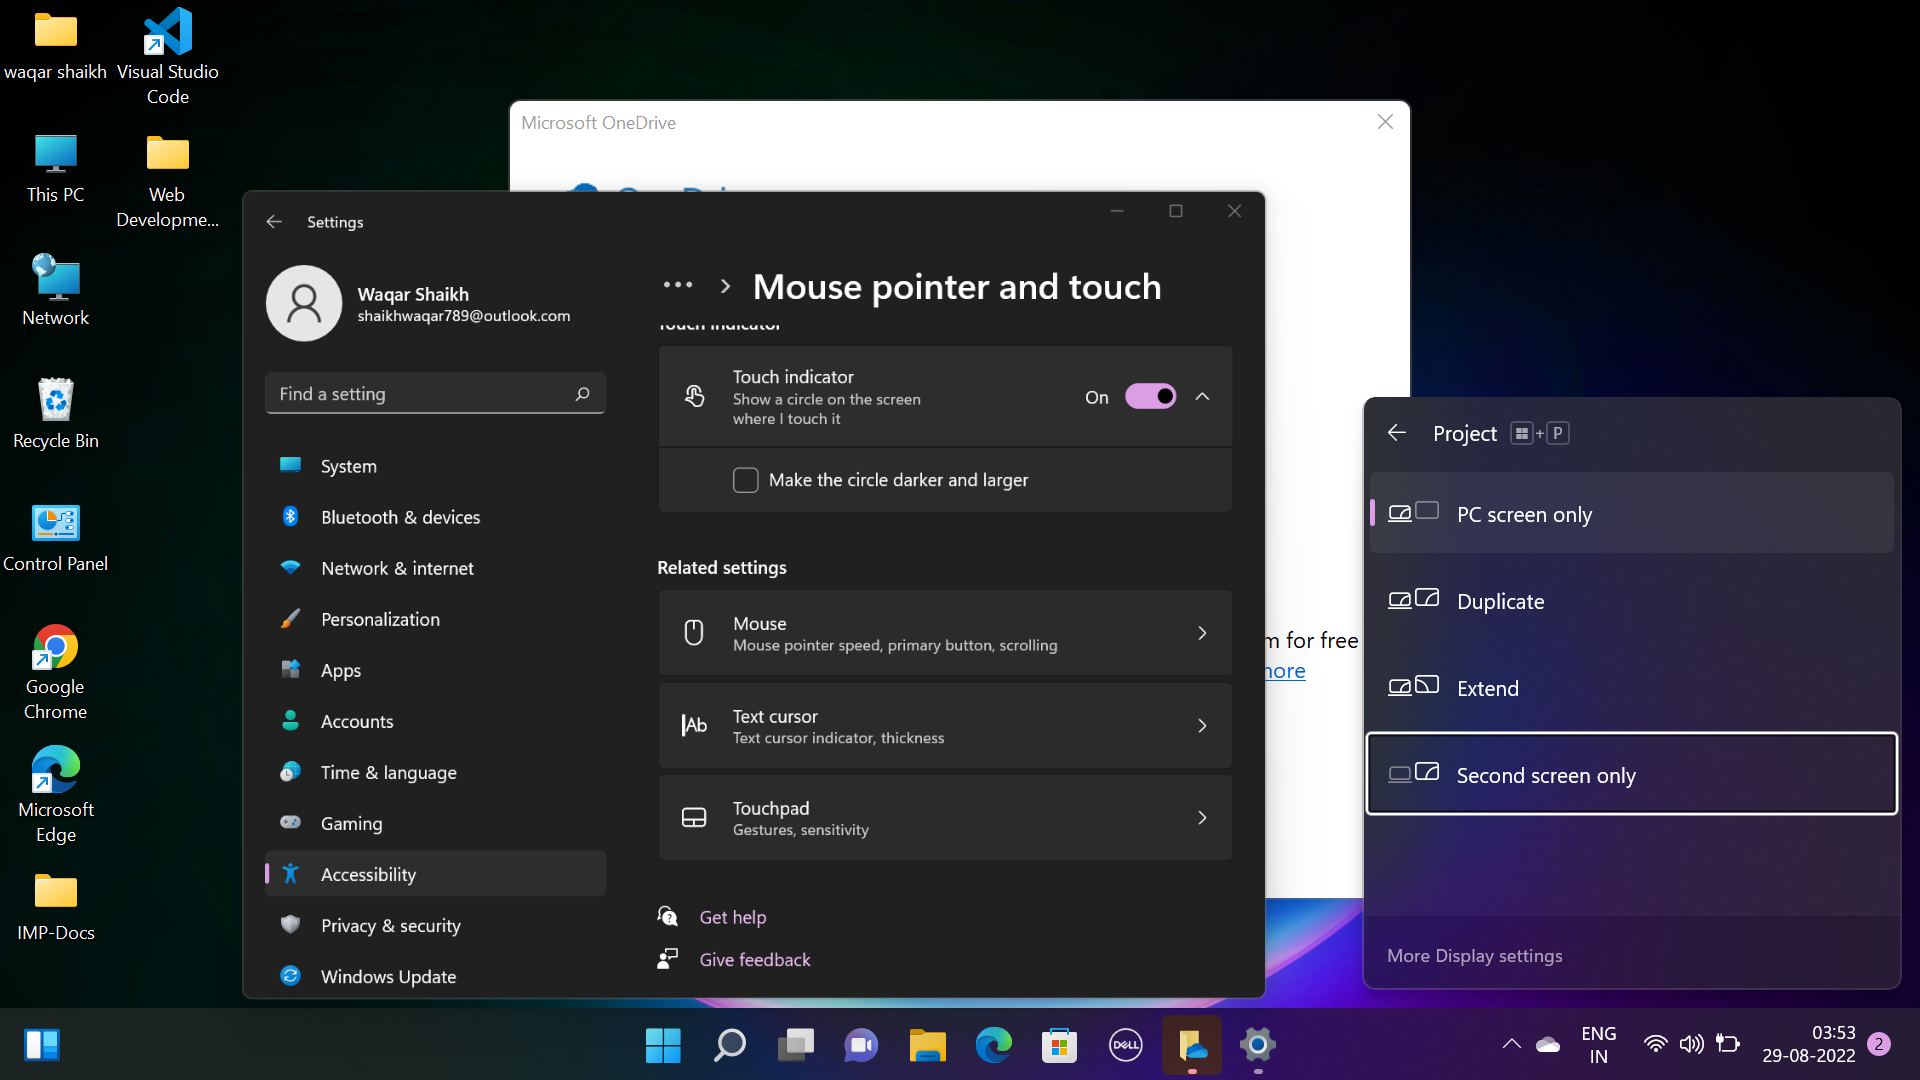 waqar shaikh
Visual Studio
Code
This PC
Web
Developme...
Network
Recycle Bin
Control Panel
Google
Chrome
Microsoft
Edge
IMP-Docs
Microsoft OneDrive
Settings
Waqar Shaikh
shaikhwaqar789@outlook.com
Find a setting
System
Bluetooth & devices
Network & internet
Personalization
Apps
Accounts
Time & language
Gaming
Accessibility
Privacy & security
Windows Update
Mouse pointer and touch
Touch indicator
Touch indicator
Show a circle on the screen
where I touch it
On
Make the circle darker and larger
Related settings
Mouse
Mouse pointer speed, primary button, scrolling
Ab
Text cursor
Text cursor indicator, thickness
Touchpad
Gestures, sensitivity
Get help
Give feedback
for free
Project + P
PC screen only
Duplicate
Extend
Second screen only
More Display settings
DELL
ENG
IN
03:53
29-08-2022
2